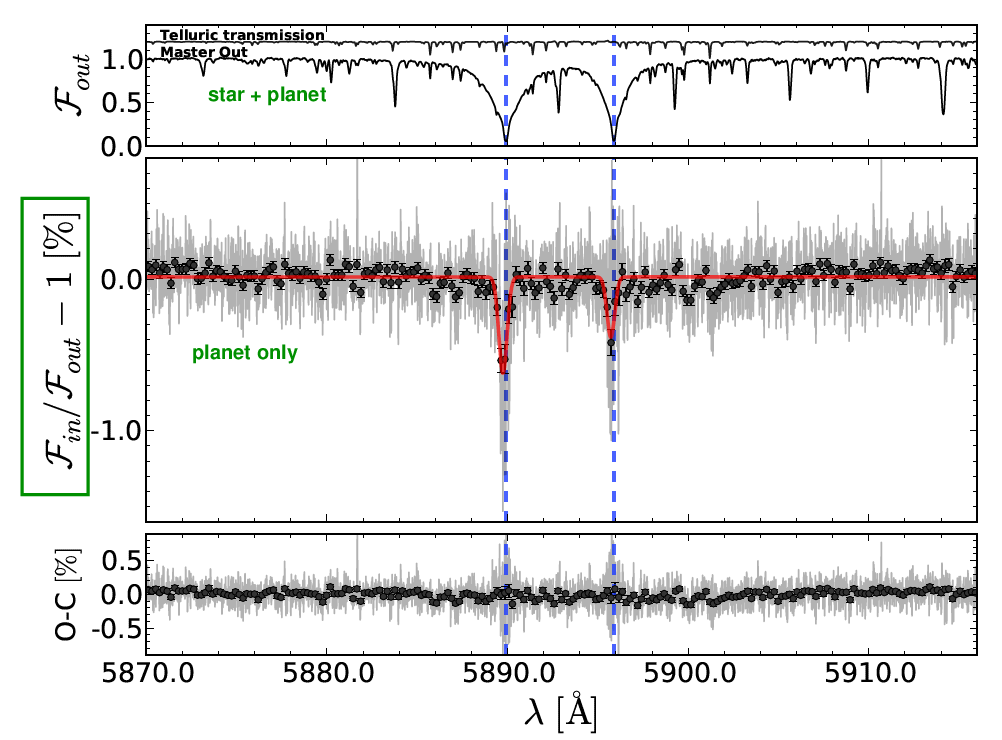 Telluric transmission
Master Out
star + planet
ℱout
1.0
0.5
0.0
ℱin/ℱout − 1 [%]
0.0
-1.0
planet only
O-C [%]
0.5
0.0
-0.5
5870.0 5880.0 5890.0 5900.0 5910.0
λ [Å]